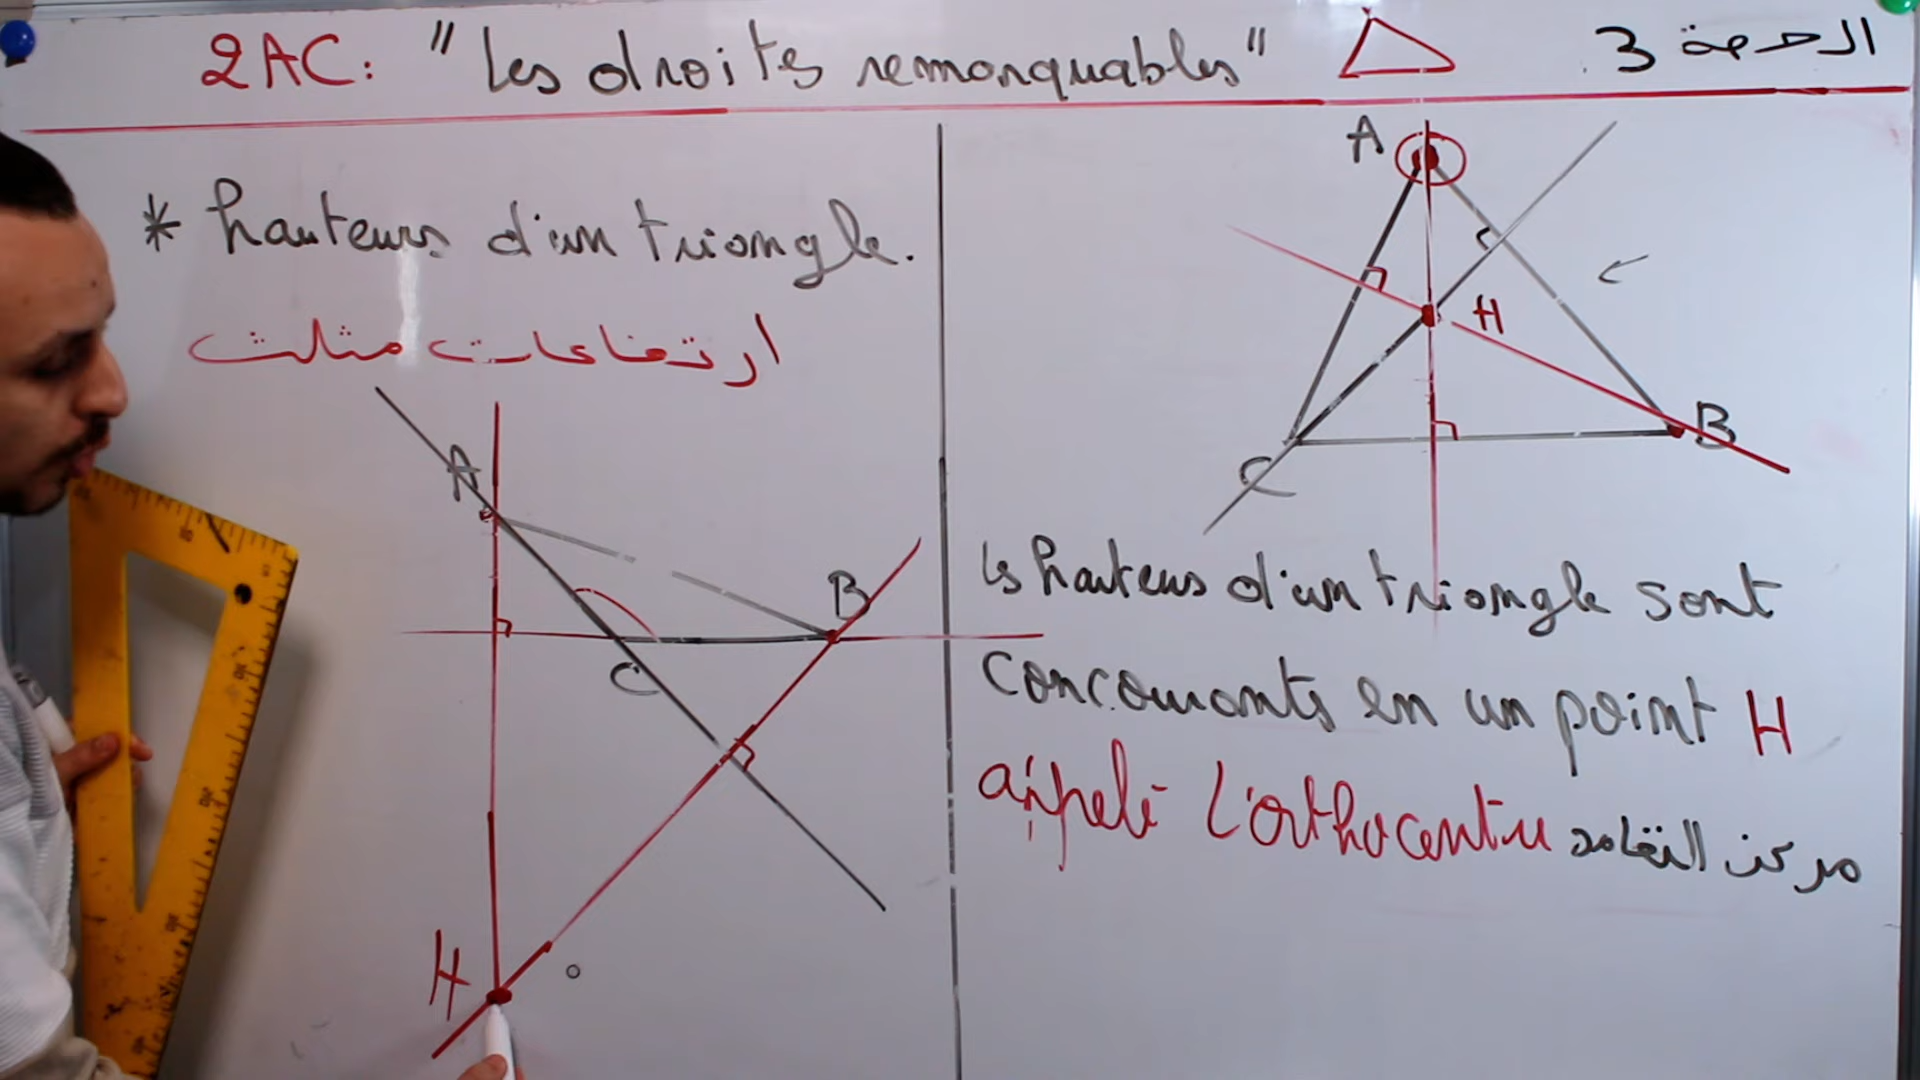 2AC: "Les droites remarquables" الحصة 3
* hauteurs d'un triangle.
ارتفاعات مثلث
A
B
C
H
A
H
B
C
Les hauteurs d'un triangle sont
concourants en un point H
appelé l'orthocentre مركز التعامد